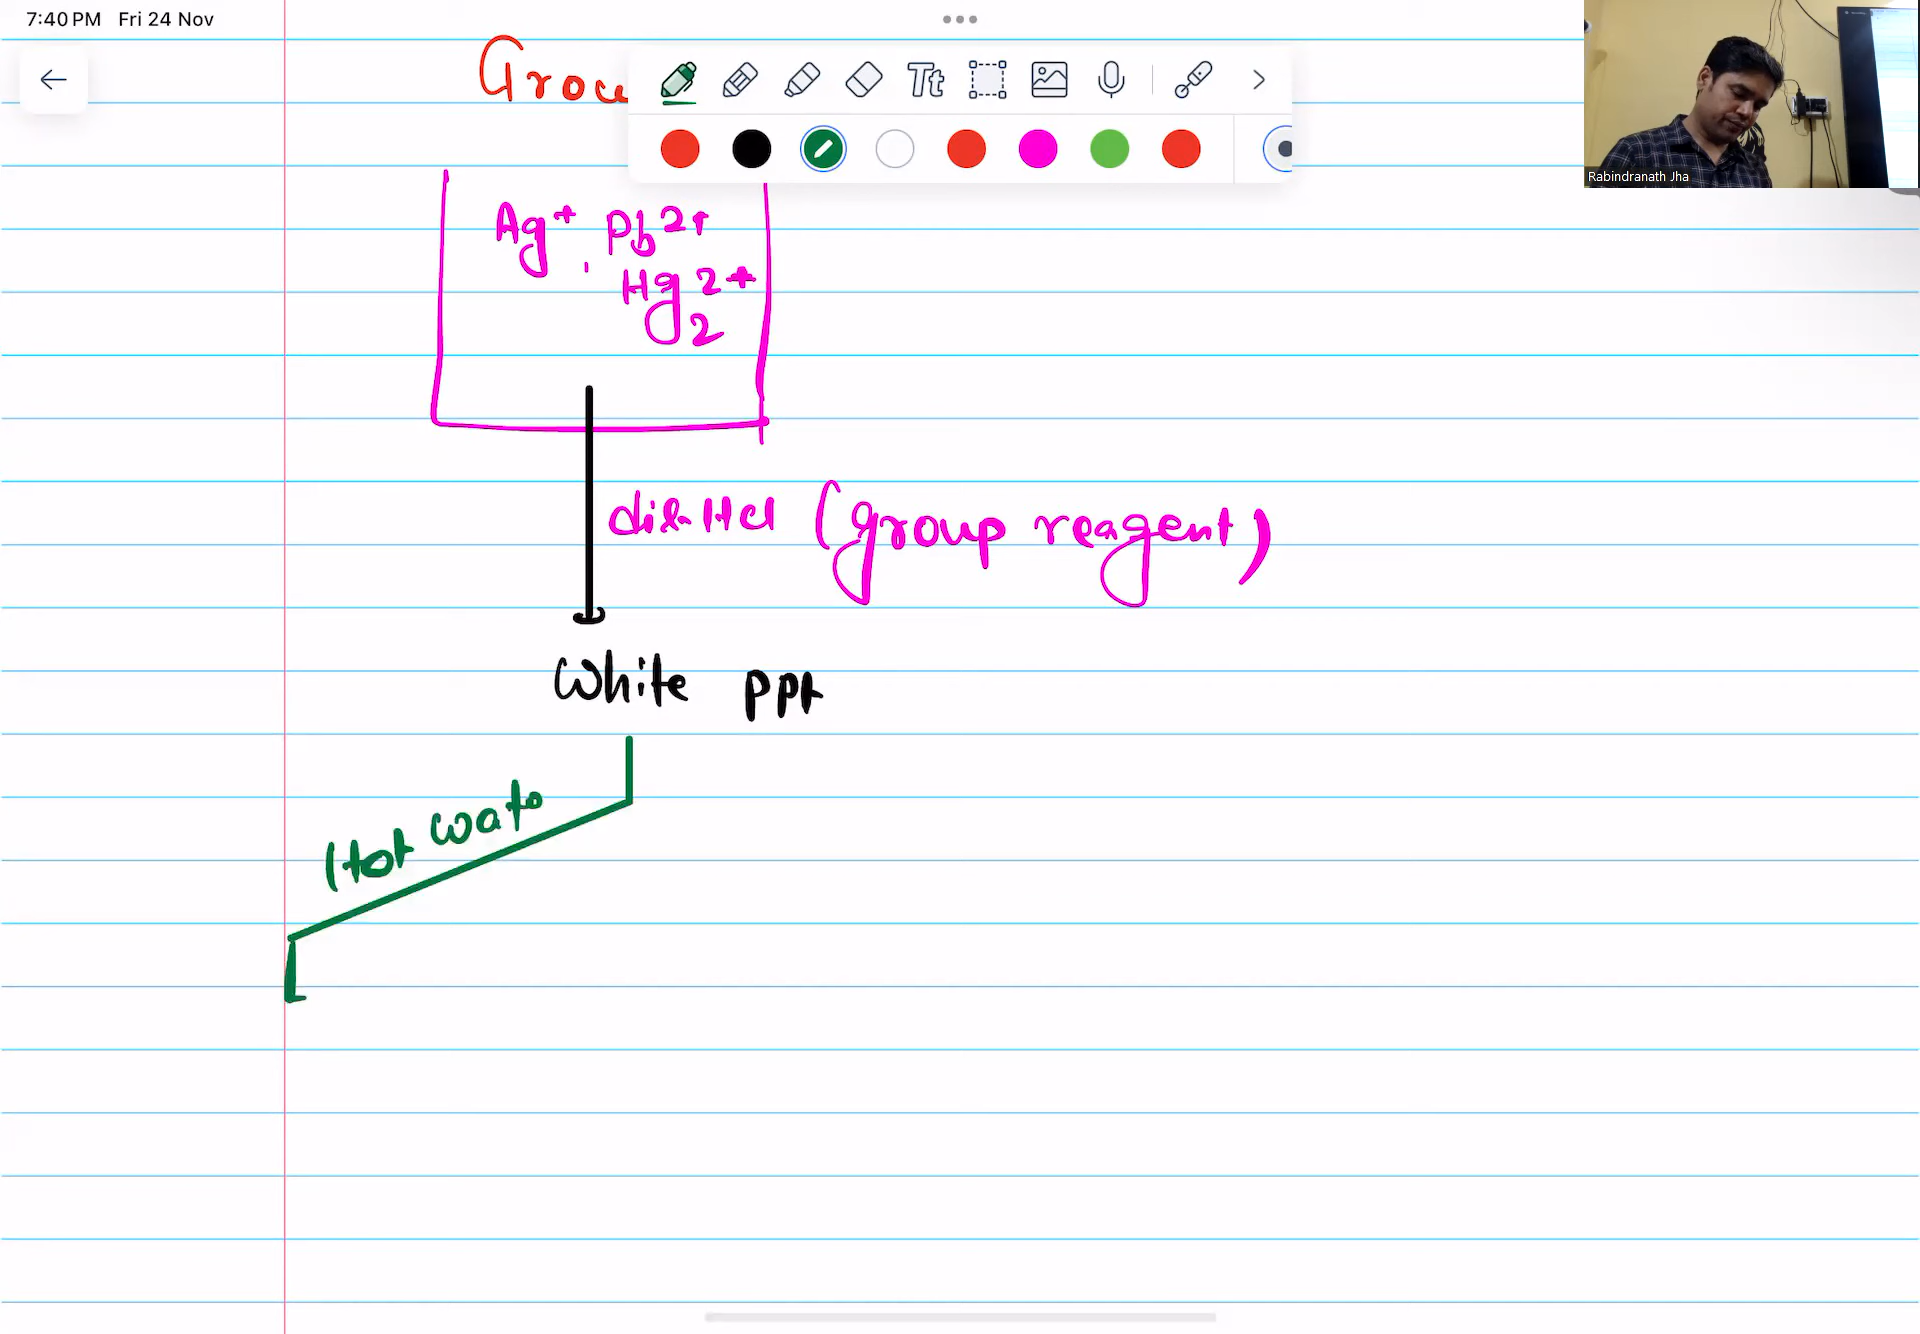 7:40 PM Fri 24 Nov
Tt
Rabindranath Jha
Ag+ Pb2+
Hg2 2+
dil. HCl (group reagent)
White ppt
Hot wate